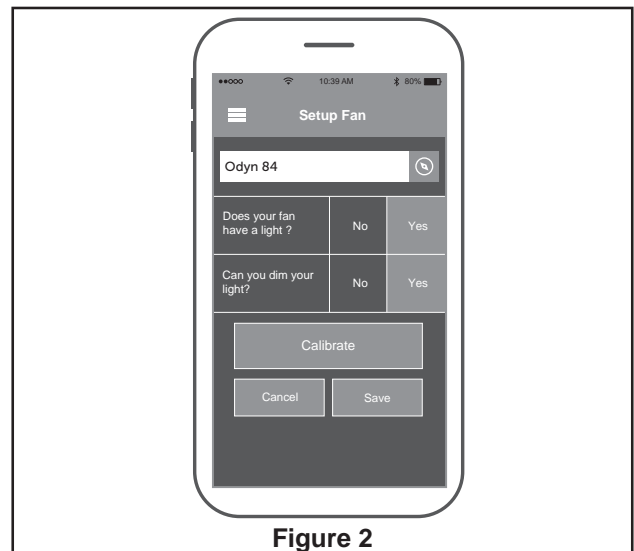 10:39 AM 80%
Setup Fan
Odyn 84
Does your fan
have a light ?
No
Yes
Can you dim your
light?
No
Yes
Calibrate
Cancel
Save
Figure 2